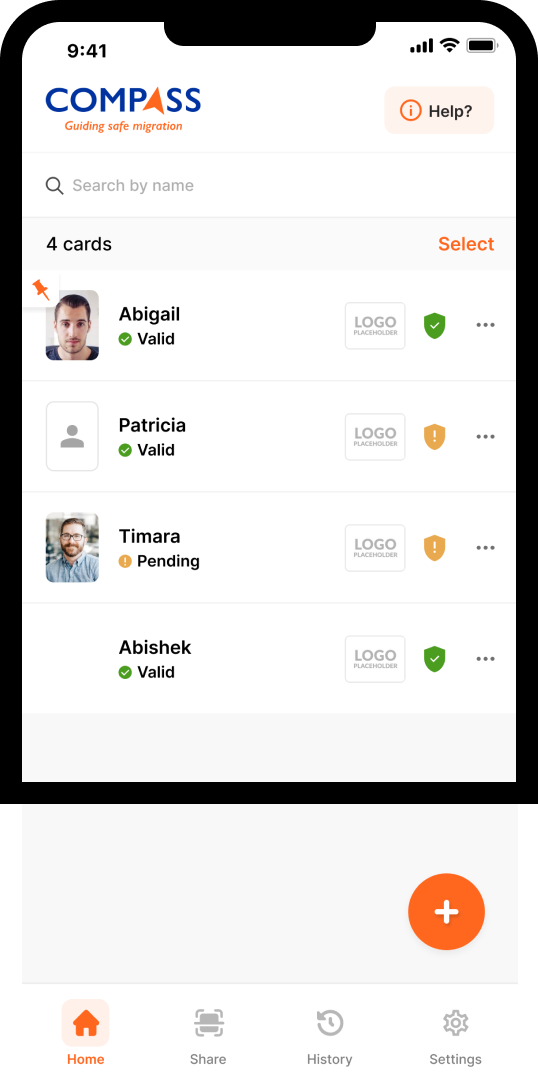 9:41
COMPASS
Guiding safe migration
Help?
Search by name
4 cards
Select
Abigail
Valid
LOGO
PLACEHOLDER
Patricia
Valid
LOGO
PLACEHOLDER
Timara
Pending
LOGO
PLACEHOLDER
Abishek
Valid
LOGO
PLACEHOLDER
Home
Share
History
Settings